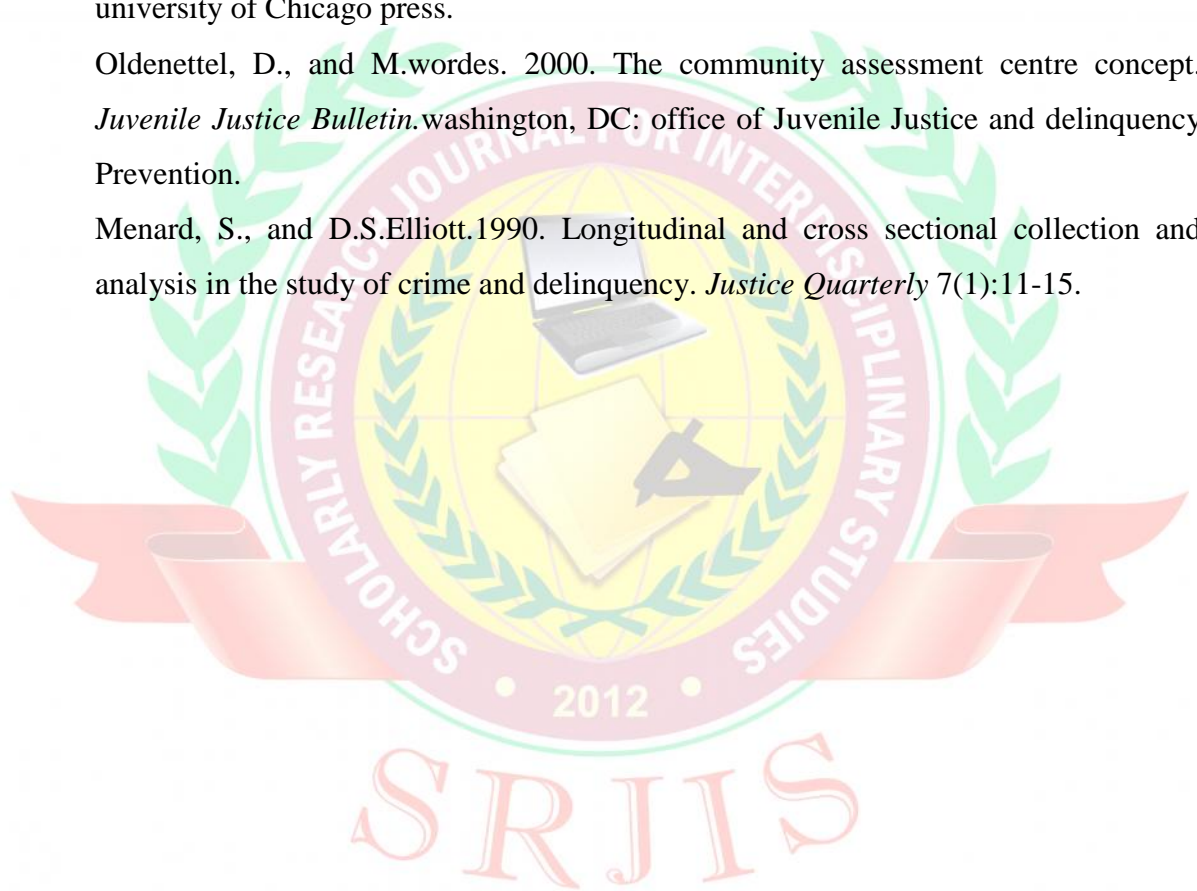 university of Chicago press.
Oldenettel, D., and M.wordes. 2000. The community assessment centre concept.
Juvenile Justice Bulletin.washington, DC: office of Juvenile Justice and delinquency
Prevention.
Menard, S., and D.S.Elliott.1990. Longitudinal and cross sectional collection and
analysis in the study of crime and delinquency. Justice Quarterly 7(1):11-15.
SCHOLARLY RESEARCH JOURNAL FOR INTERDISCIPLINARY STUDIES
• 2012 •
SRJIS